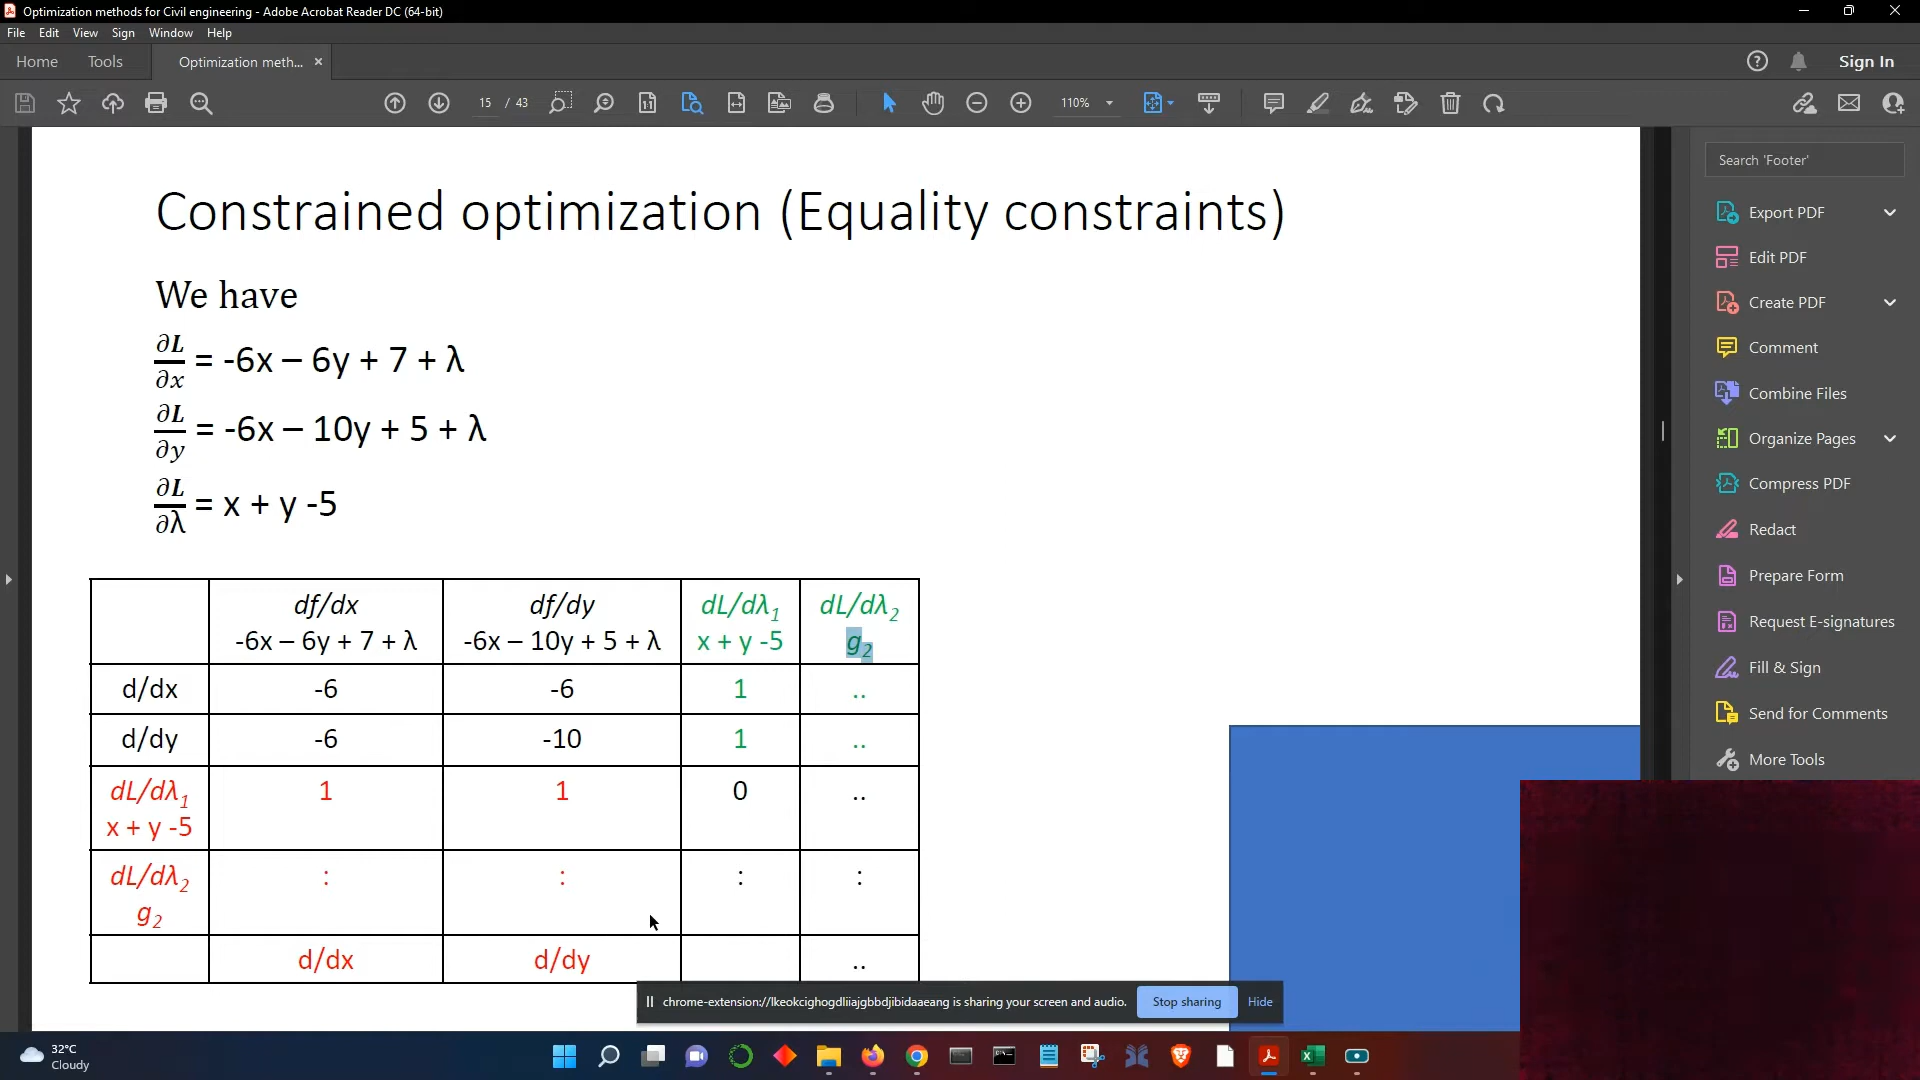 Optimization methods for Civil engineering - Adobe Acrobat Reader DC (64-bit)
File Edit View Sign Window Help
Home Tools Optimization meth... × Sign In
15 / 43 110%
Search 'Footer'
Export PDF
Edit PDF
Create PDF
Comment
Combine Files
Organize Pages
Compress PDF
Redact
Prepare Form
Request E-signatures
Fill & Sign
Send for Comments
More Tools
Constrained optimization (Equality constraints)
We have
∂L/∂x = -6x – 6y + 7 + λ
∂L/∂y = -6x – 10y + 5 + λ
∂L/∂λ = x + y -5
df/dx df/dy dL/dλ₁ dL/dλ₂
-6x – 6y + 7 + λ -6x – 10y + 5 + λ x + y -5 g₂
d/dx -6 -6 1 ..
d/dy -6 -10 1 ..
dL/dλ₁ 1 1 0 ..
x + y -5
dL/dλ₂ : : : :
g₂
d/dx d/dy ..
chrome-extension://lkeokcighogdliiajgbbdjibidaaeang is sharing your screen and audio. Stop sharing Hide
32°C
Cloudy